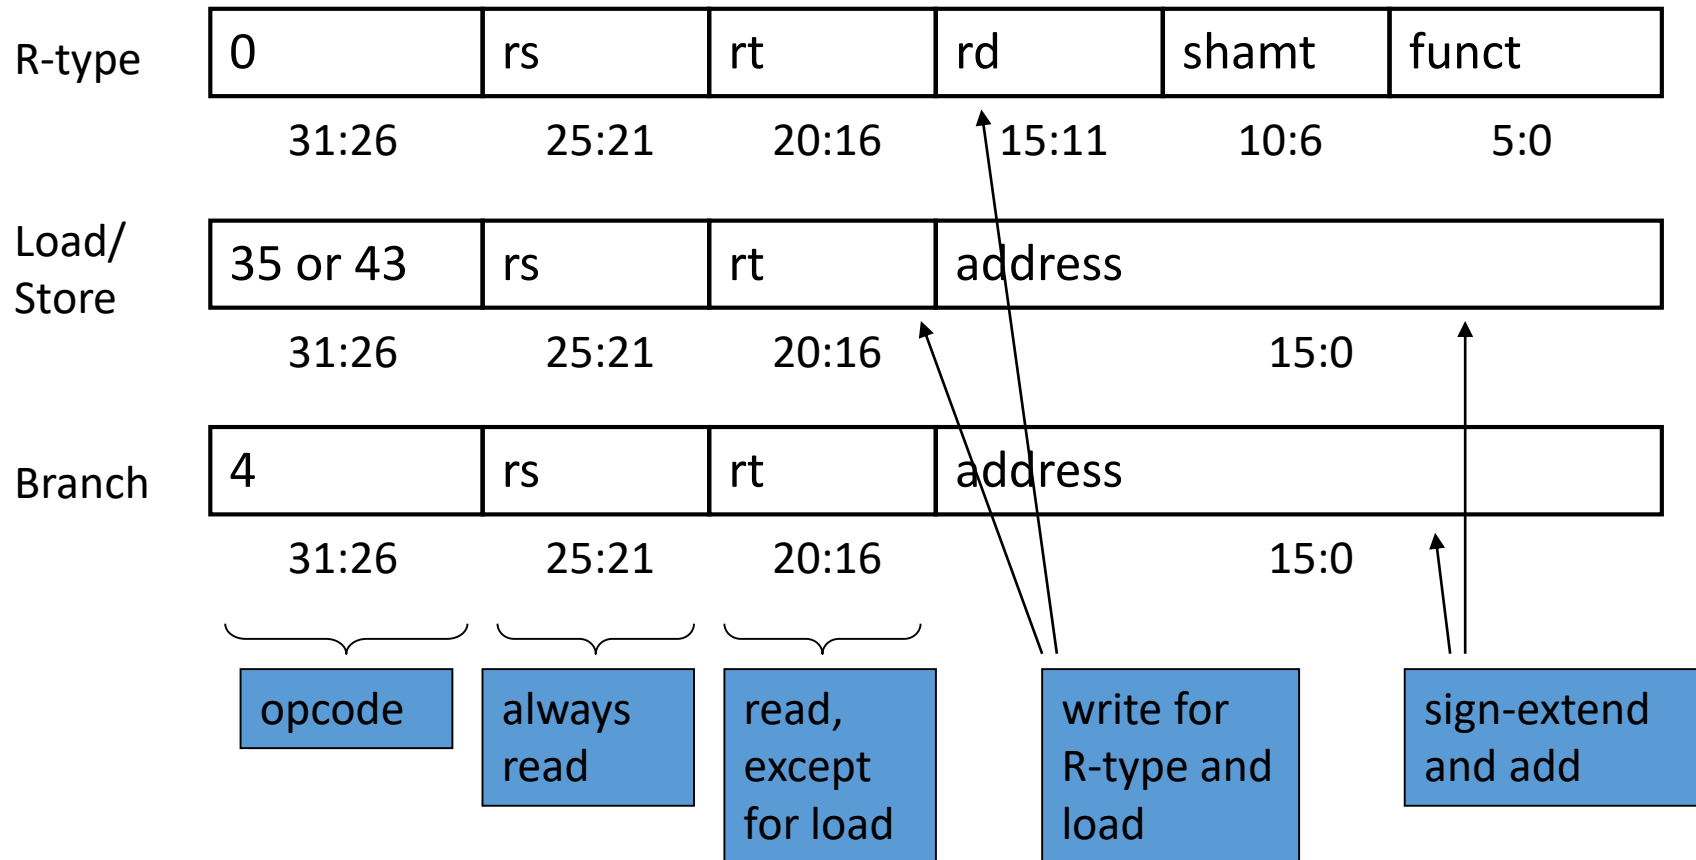 R-type 0 rs rt rd shamt funct
31:26 25:21 20:16 15:11 10:6 5:0
Load/
Store
35 or 43 rs rt address
31:26 25:21 20:16 15:0
Branch 4 rs rt address
31:26 25:21 20:16 15:0
opcode
always
read
read,
except
for load
write for
R-type and
load
sign-extend
and add